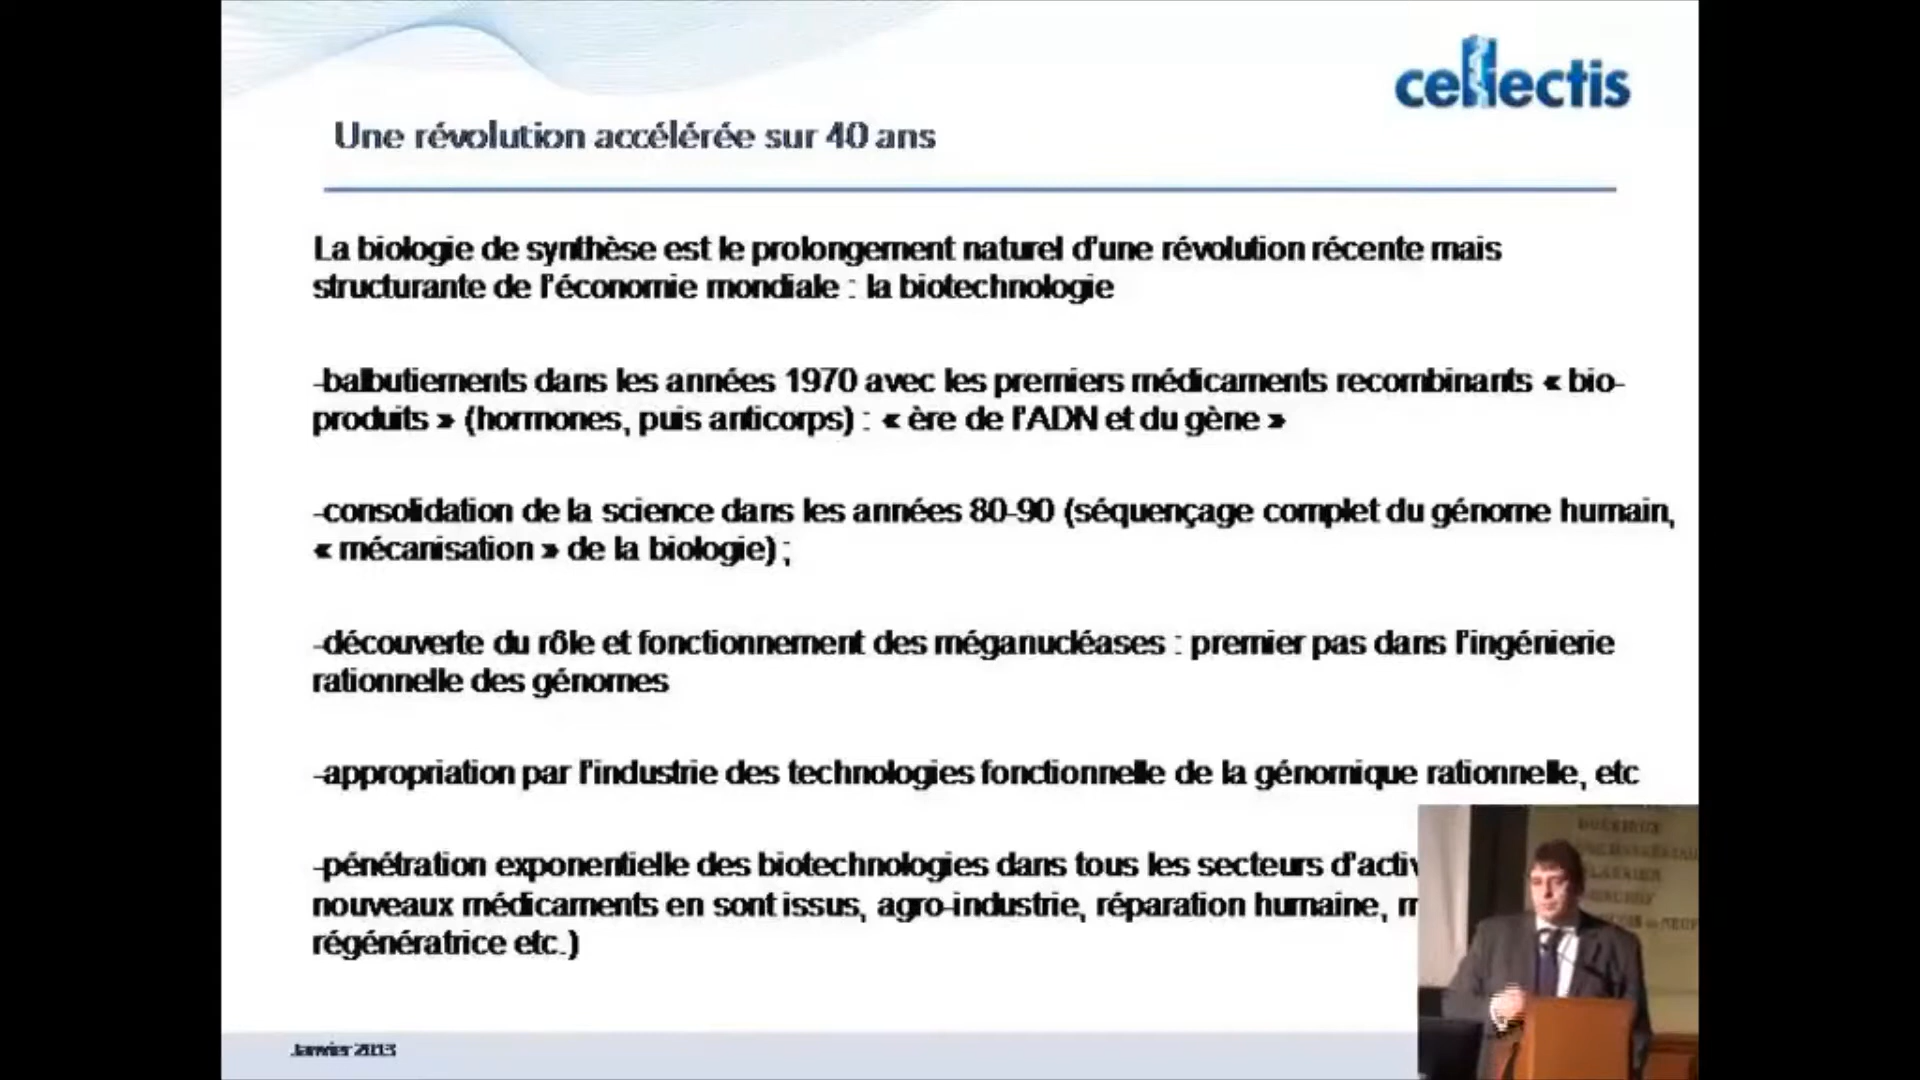 cellectis
Une révolution accélérée sur 40 ans
La biologie de synthèse est le prolongement naturel d'une révolution récente mais
structurante de l'économie mondiale : la biotechnologie
-balbutiements dans les années 1970 avec les premiers médicaments recombinants « bio-
produits » (hormones, puis anticorps) : « ère de l'ADN et du gène »
-consolidation de la science dans les années 80-90 (séquençage complet du génome humain,
« mécanisation » de la biologie) ;
-découverte du rôle et fonctionnement des méganucléases : premier pas dans l'ingénierie
rationnelle des génomes
-appropriation par l'industrie des technologies fonctionnelle de la génomique rationnelle, etc
-pénétration exponentielle des biotechnologies dans tous les secteurs d'activ
nouveaux médicaments en sont issus, agro-industrie, réparation humaine,
régénératrice etc.)
Janvier 2013